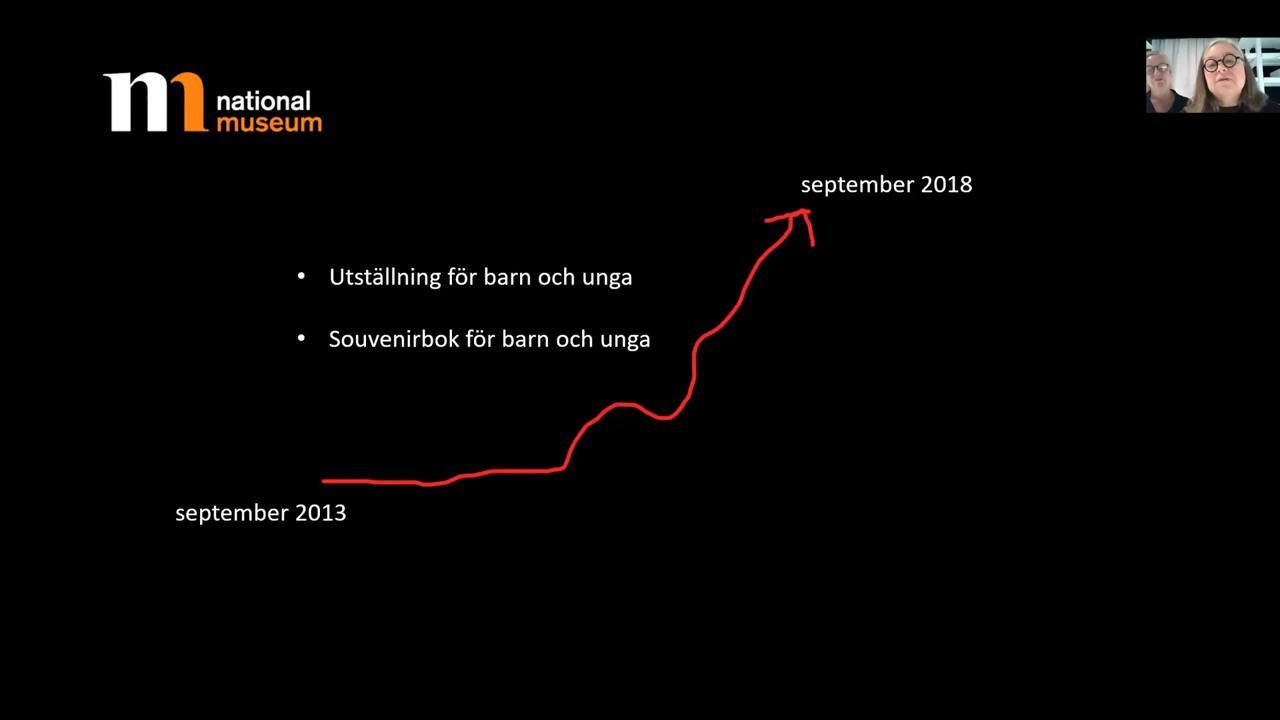 national
museum
september 2018
• Utställning för barn och unga
• Souvenirbok för barn och unga
september 2013